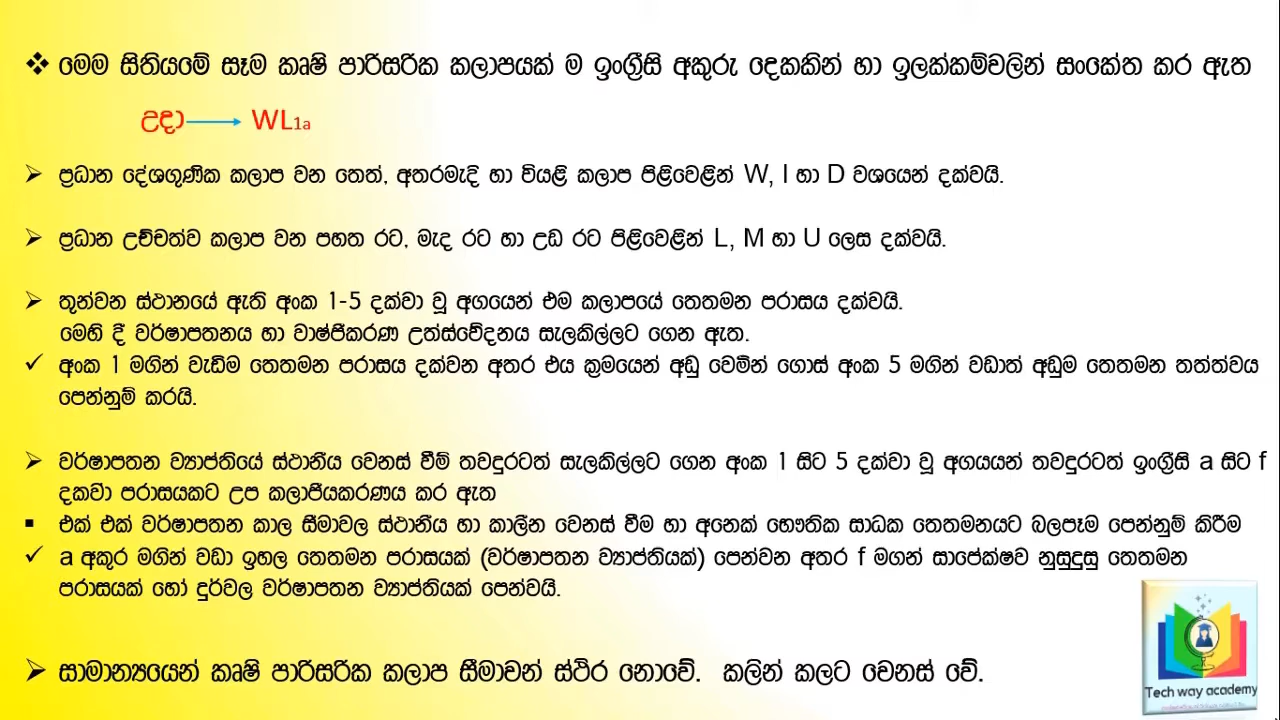 ❖ මෙම සිතියමේ සෑම කෘෂි පාරිසරික කලාපයක් ම ඉංග්‍රීසි අකුරු දෙකකින් හා ඉලක්කම්වලින් සංකේත කර ඇත
උදා → WL1a
➢ ප්‍රධාන දේශගුණික කලාප වන තෙත්, අතරමැදි හා වියළි කලාප පිළිවෙළින් W, I හා D වශයෙන් දක්වයි.
➢ ප්‍රධාන උච්චත්ව කලාප වන පහත රට, මැද රට හා උඩ රට පිළිවෙළින් L, M හා U ලෙස දක්වයි.
➢ තුන්වන ස්ථානයේ ඇති අංක 1-5 දක්වා වූ අගයෙන් එම කලාපයේ තෙතමන පරාසය දක්වයි.
මෙහි දී වර්ෂාපතනය හා වාෂ්පීකරණ උත්ස්වේදනය සැලකිල්ලට ගෙන ඇත.
✓ අංක 1 මගින් වැඩිම තෙතමන පරාසය දක්වන අතර එය ක්‍රමයෙන් අඩු වෙමින් ගොස් අංක 5 මගින් වඩාත් අඩුම තෙතමන තත්ත්වය
පෙන්නුම් කරයි.
➢ වර්ෂාපතන ව්‍යාප්තියේ ස්ථානීය වෙනස් වීම් තවදුරටත් සැලකිල්ලට ගෙන අංක 1 සිට 5 දක්වා වූ අගයයන් තවදුරටත් ඉංග්‍රීසි a සිට f
දක්වා පරාසයකට උප කලාපීයකරණය කර ඇත
▪ එක් එක් වර්ෂාපතන කාල සීමාවල ස්ථානීය හා කාලීන වෙනස් වීම හා අනෙක් භෞතික සාධක තෙතමනයට බලපෑම පෙන්නුම් කිරීම
✓ a අකුර මගින් වඩා ඉහල තෙතමන පරාසයක් (වර්ෂාපතන ව්‍යාප්තියක්) පෙන්වන අතර f මගන් සාපේක්ෂව නුසුදුසු තෙතමන
පරාසයක් හෝ දුර්වල වර්ෂාපතන ව්‍යාප්තියක් පෙන්වයි.
➢ සාමාන්‍යයෙන් කෘෂි පාරිසරික කලාප සීමාවන් ස්ථිර නොවේ. කලින් කලට වෙනස් වේ.
Tech way academy